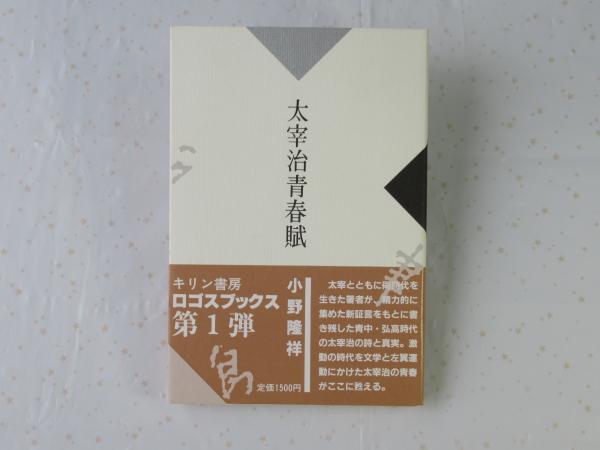 太宰治青春賦
キリン書房
ロゴスブックス
第1弾
小野隆祥
定価1500円
太宰とともに同時代を
生きた著者が、精力的に
集めた新証言をもとに書
き残した青中・弘高時代
の太宰治の詩と真実。激
動の時代を文学と左翼運
動にかけた太宰治の青春
がここに甦える。